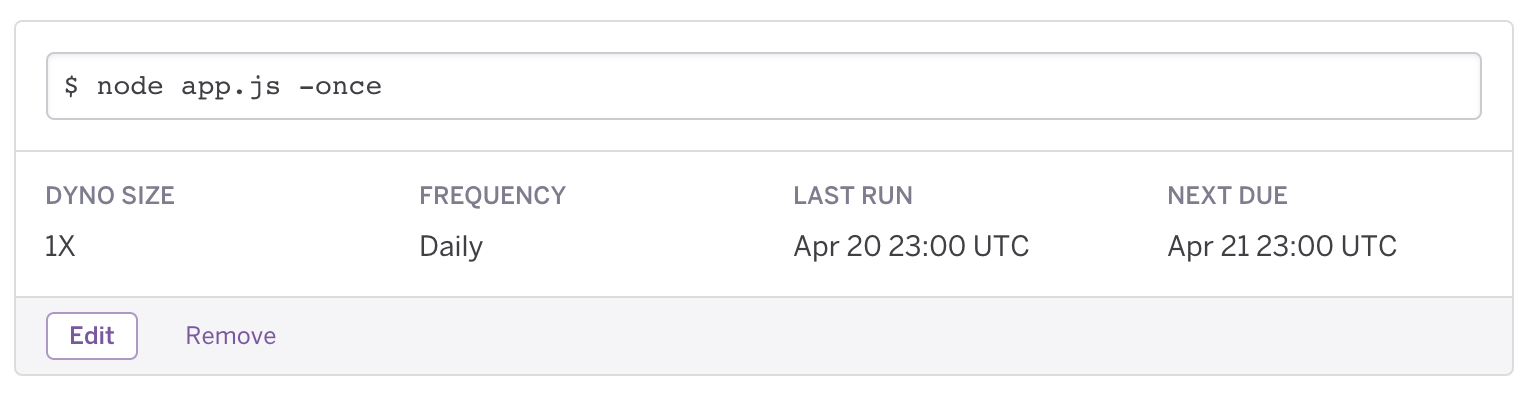 $ node app.js -once
DYNO SIZE FREQUENCY LAST RUN NEXT DUE
1X Daily Apr 20 23:00 UTC Apr 21 23:00 UTC
Edit Remove